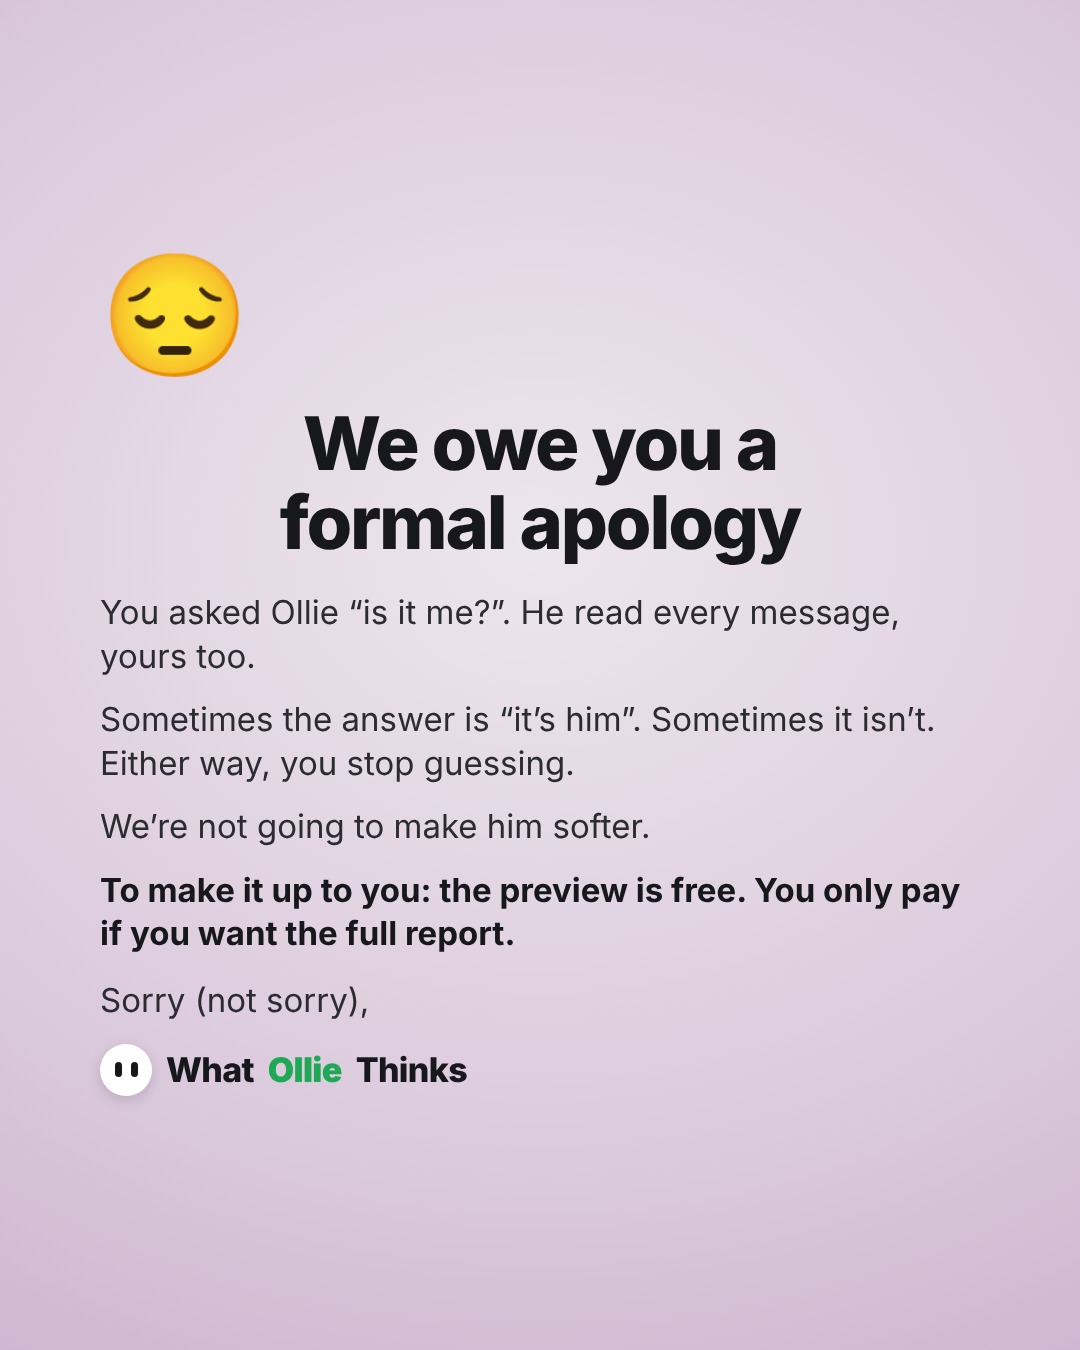 We owe you a
formal apology
You asked Ollie “is it me?”. He read every message,
yours too.
Sometimes the answer is “it’s him”. Sometimes it isn’t.
Either way, you stop guessing.
We’re not going to make him softer.
To make it up to you: the preview is free. You only pay
if you want the full report.
Sorry (not sorry),
What Ollie Thinks